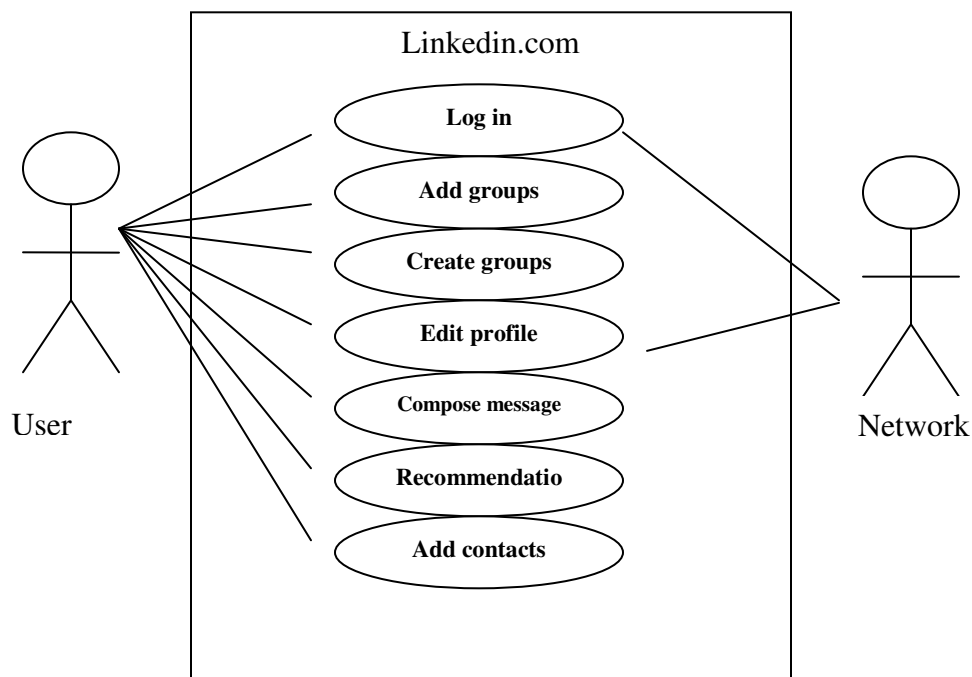 Linkedin.com
Log in
Add groups
Create groups
Edit profile
Compose message
Recommendatio
Add contacts
User
Network